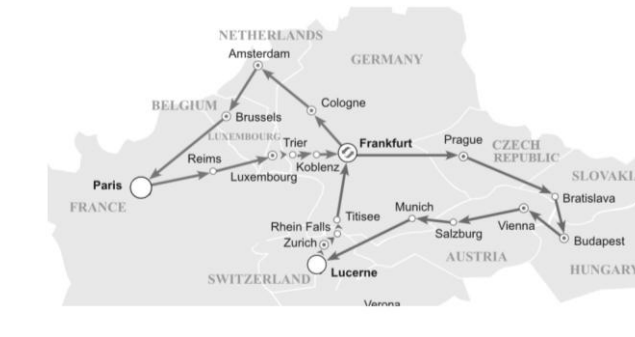 NETHERLANDS
Amsterdam
GERMANY
Cologne
BELGIUM
Brussels
LUXEMBOURG
Trier
Frankfurt
Prague
CZECH
REPUBLIC
Reims
Luxembourg
Koblenz
Paris
FRANCE
SLOVAKI
Bratislava
Munich
Titisee
Rhein Falls
Zurich
Salzburg
Vienna
Budapest
AUSTRIA
HUNGARY
SWITZERLAND
Lucerne
Verona